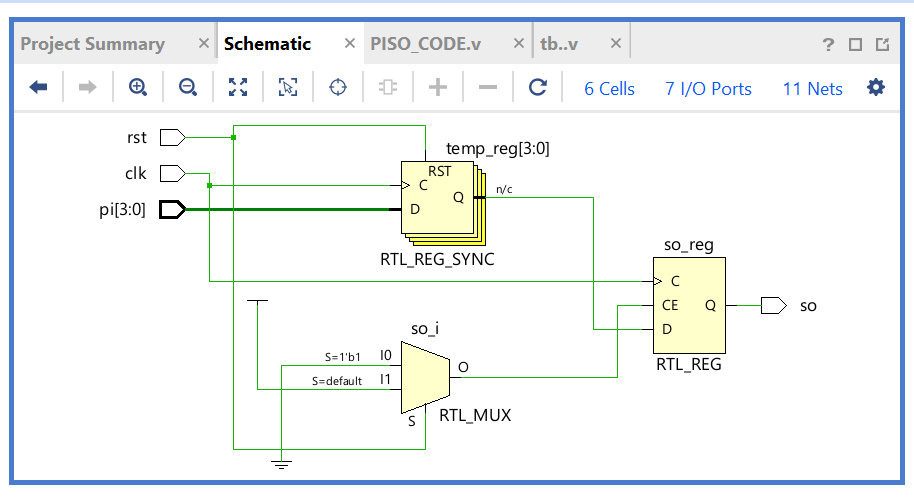 Project Summary × Schematic × PISO_CODE.v × tb..v × ?
6 Cells 7 I/O Ports 11 Nets
rst
temp_reg[3:0]
RST
clk
C
n/c
Q
pi[3:0]
D
RTL_REG_SYNC
so_reg
C
CE
Q
so
D
RTL_REG
so_i
S=1'b1
I0
O
S=default
I1
S
RTL_MUX